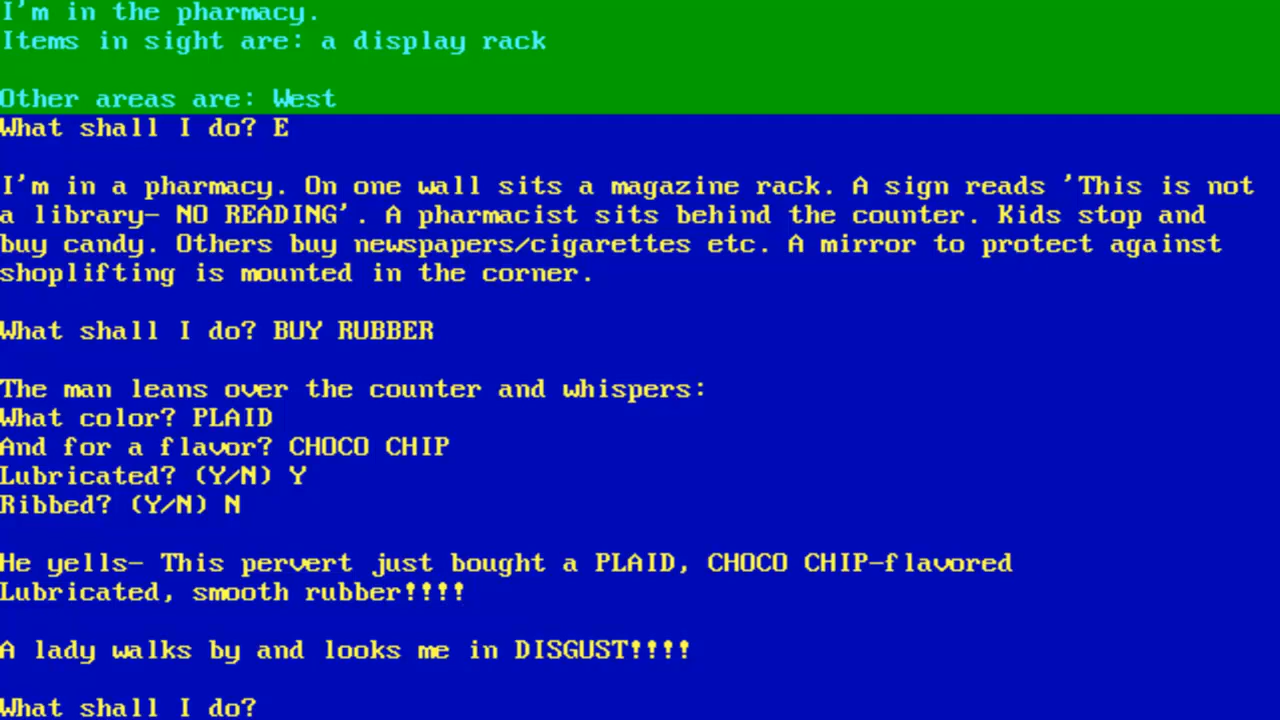 I'm in the pharmacy.
Items in sight are: a display rack
Other areas are: West
What shall I do? E
I'm in a pharmacy. On one wall sits a magazine rack. A sign reads 'This is not
a library- NO READING'. A pharmacist sits behind the counter. Kids stop and
buy candy. Others buy newspapers/cigarettes etc. A mirror to protect against
shoplifting is mounted in the corner.
What shall I do? BUY RUBBER
The man leans over the counter and whispers:
What color? PLAID
And for a flavor? CHOCO CHIP
Lubricated? (Y/N) Y
Ribbed? (Y/N) N
He yells- This pervert just bought a PLAID, CHOCO CHIP-flavored
Lubricated, smooth rubber!!!!
A lady walks by and looks me in DISGUST!!!!
What shall I do?